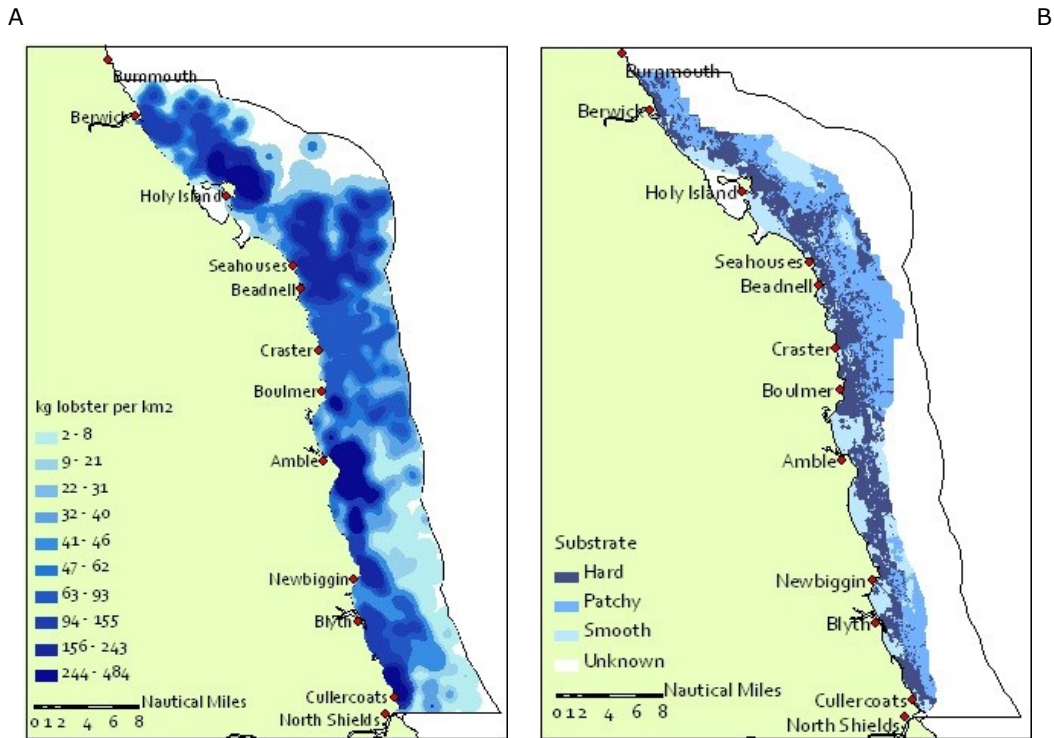 A
B
Burnmouth
Berwick
Holy Island
Seahouses
Beadnell
Craster
Boulmer
Amble
Newbiggin
Blyth
Cullercoats
North Shields
kg lobster per km2
2 - 8
9 - 21
22 - 31
32 - 40
41 - 46
47 - 62
63 - 93
94 - 155
156 - 243
244 - 484
Nautical Miles
0 1 2 4 6 8
Burnmouth
Berwick
Holy Island
Seahouses
Beadnell
Craster
Boulmer
Amble
Newbiggin
Blyth
Cullercoats
North Shields
Substrate
Hard
Patchy
Smooth
Unknown
Nautical Miles
0 1 2 4 6 8